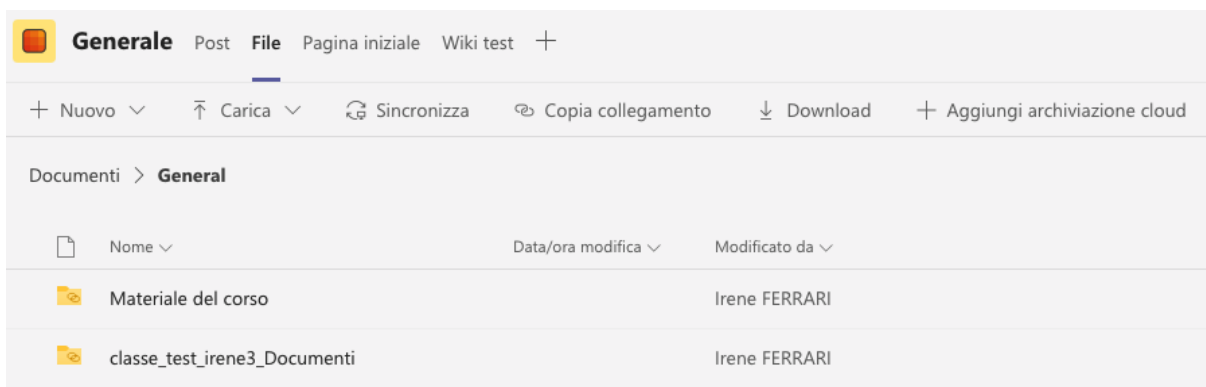 Generale Post File Pagina iniziale Wiki test
Nuovo Carica Sincronizza Copia collegamento Download Aggiungi archiviazione cloud
Documenti > General
Nome Data/ora modifica Modificato da
Materiale del corso Irene FERRARI
classe_test_irene3_Documenti Irene FERRARI